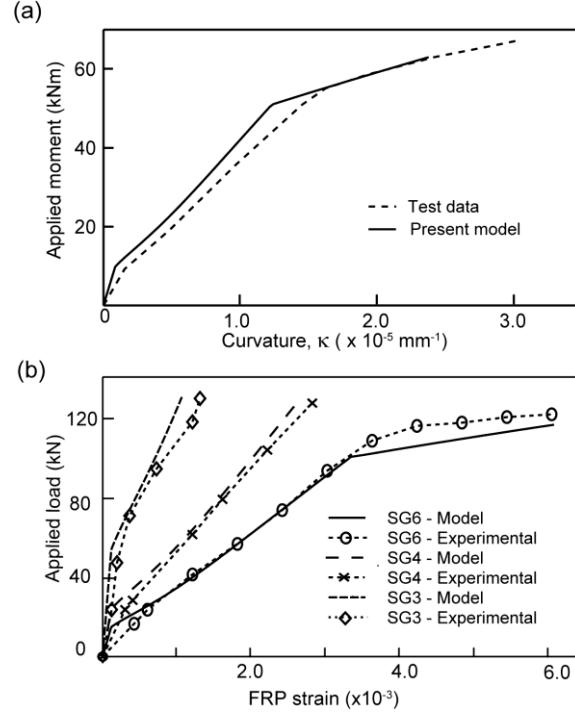 (a)
Applied moment (kNm)
60
40
20
0
1.0
2.0
3.0
Test data
Present model
Curvature, κ ( x 10⁻⁵ mm⁻¹)
(b)
Applied load (kN)
120
80
40
0
SG6 - Model
SG6 - Experimental
SG4 - Model
SG4 - Experimental
SG3 - Model
SG3 - Experimental
2.0
4.0
6.0
FRP strain (x10⁻³)